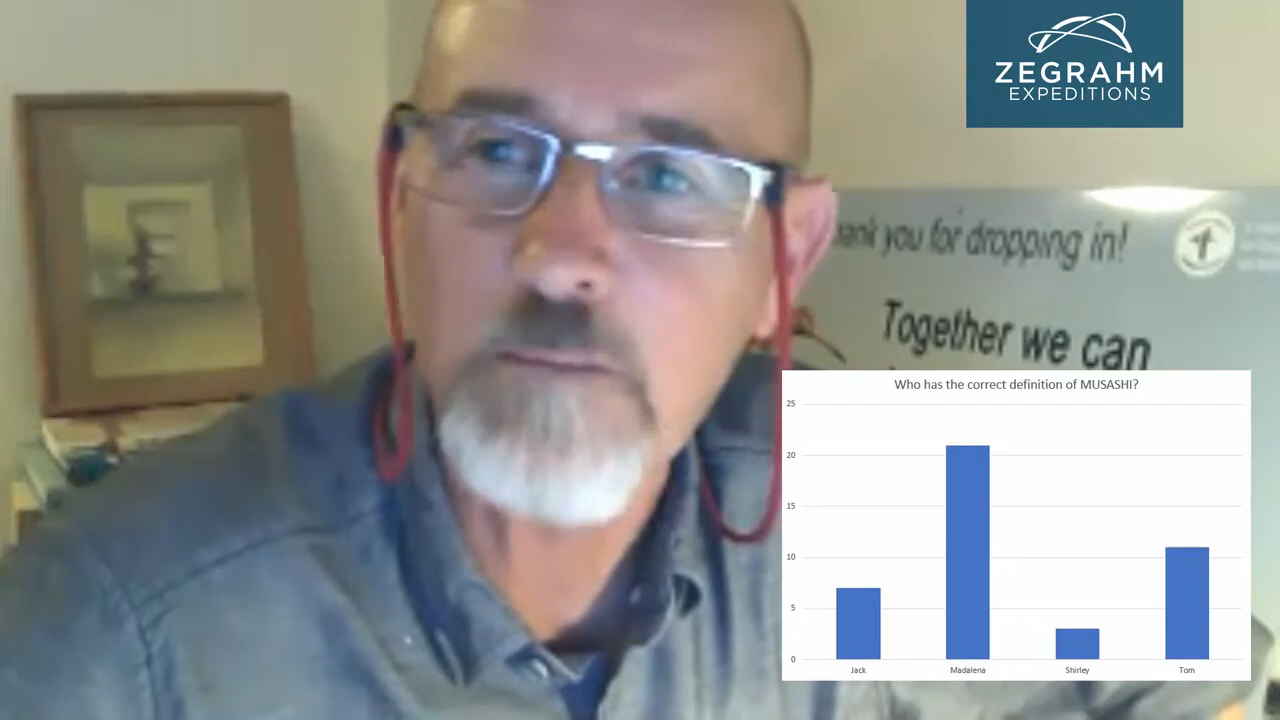 ZEGRAHM
EXPEDITIONS
you for dropping in!
Together we can
Who has the correct definition of MUSASHI?
25
20
15
10
5
0
Jack
Madalena
Shirley
Tom